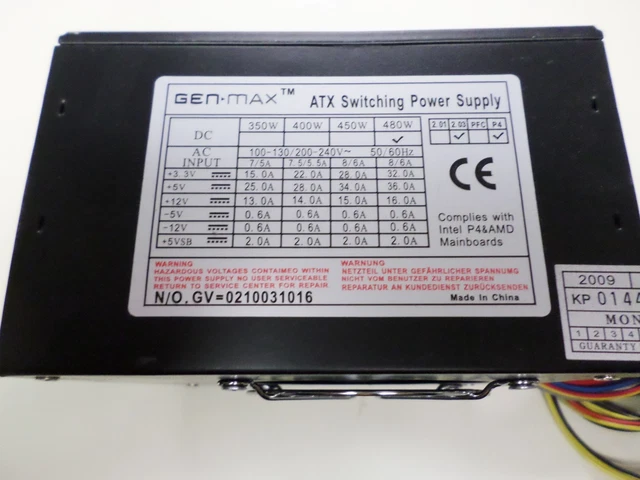 GEN·MAX™ ATX Switching Power Supply
DC 350W 400W 450W 480W ✓
2.01 2.03 PFC P4
✓ ✓
AC INPUT 100-130/200-240V~ 50/60Hz
7/5A 7.5/5.5A 8/6A 8/6A
+3.3V 15.0A 22.0A 28.0A 32.0A
+5V 25.0A 28.0A 34.0A 36.0A
+12V 13.0A 14.0A 15.0A 16.0A
-5V 0.6A 0.6A 0.6A 0.6A
-12V 0.6A 0.6A 0.6A 0.6A
+5VSB 2.0A 2.0A 2.0A 2.0A
CE
Complies with
Intel P4&AMD
Mainboards
WARNING
HAZARDOUS VOLTAGES CONTAIMEO WITHIN
THIS POWER SUPPLY NO USER SERVICEABLE
RETURN TO SERVICE CENTER FOR REPAIR
WARNUNG
NETZTEIL UNTER GEFÄHRLICHER SPANNUMG
NICHT VOM BENUTZER ZU REPAIEREN
REPARATUR AN KUNDEDIENST ZURÜCKSENDEN
N/O. GV=0210031016
Made In China
2009
KP 0144
MON
1 2 3 4
GUARANTY